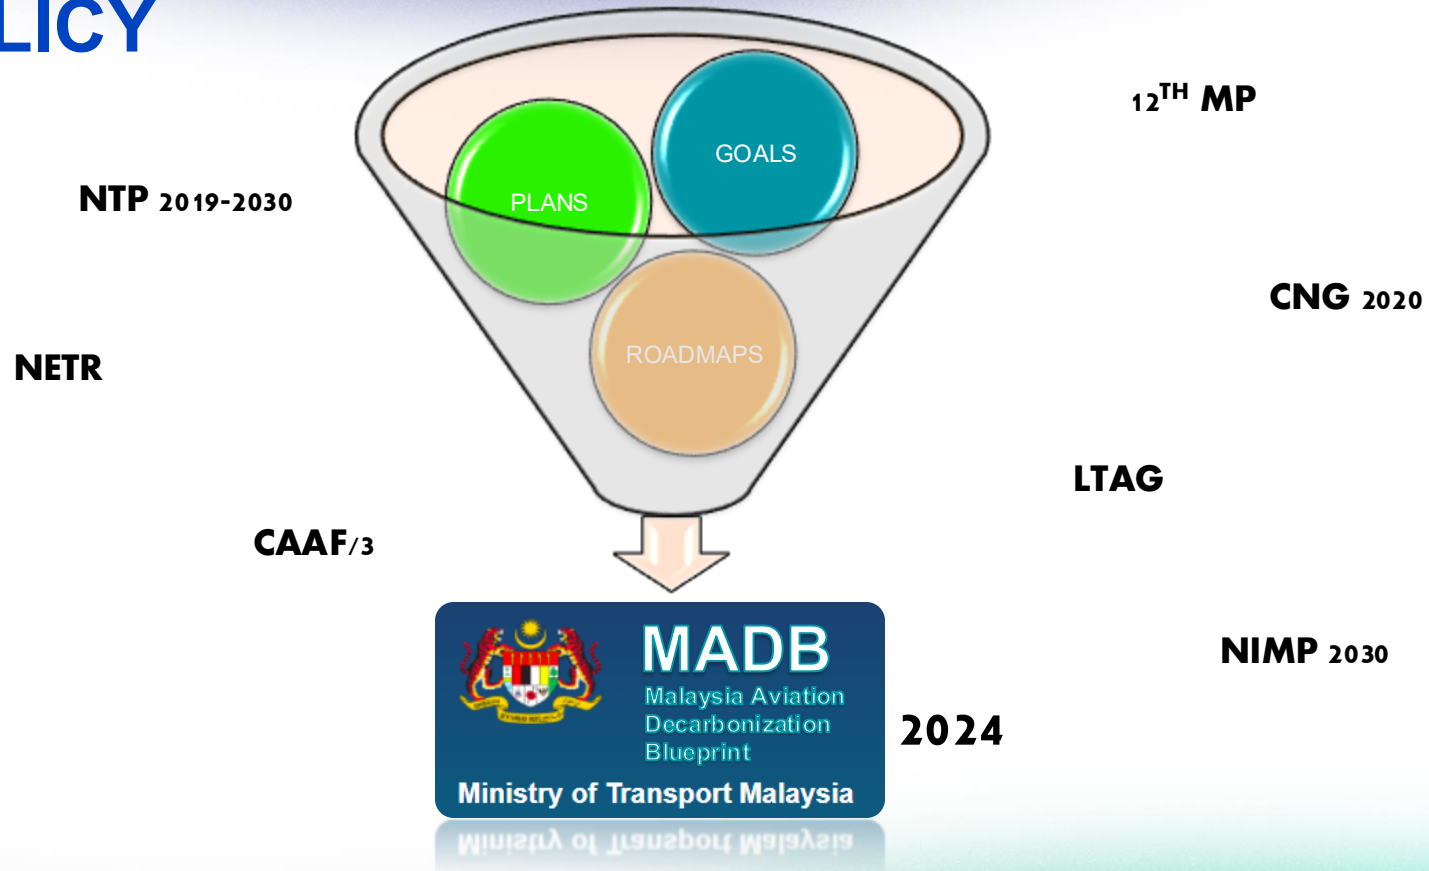 LICY
12TH MP
GOALS
NTP 2019-2030
PLANS
CNG 2020
NETR
ROADMAPS
LTAG
CAAF/3
MADB
Malaysia Aviation
Decarbonization
Blueprint
NIMP 2030
2024
Ministry of Transport Malaysia